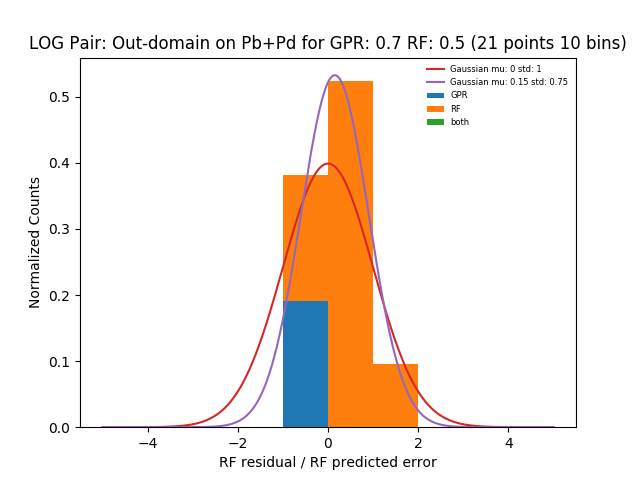 LOG Pair: Out-domain on Pb+Pd for GPR: 0.7 RF: 0.5 (21 points 10 bins)
Gaussian mu: 0 std: 1
Gaussian mu: 0.15 std: 0.75
GPR
RF
both
Normalized Counts
0.5
0.4
0.3
0.2
0.1
0.0
−4 −2 0 2 4
RF residual / RF predicted error